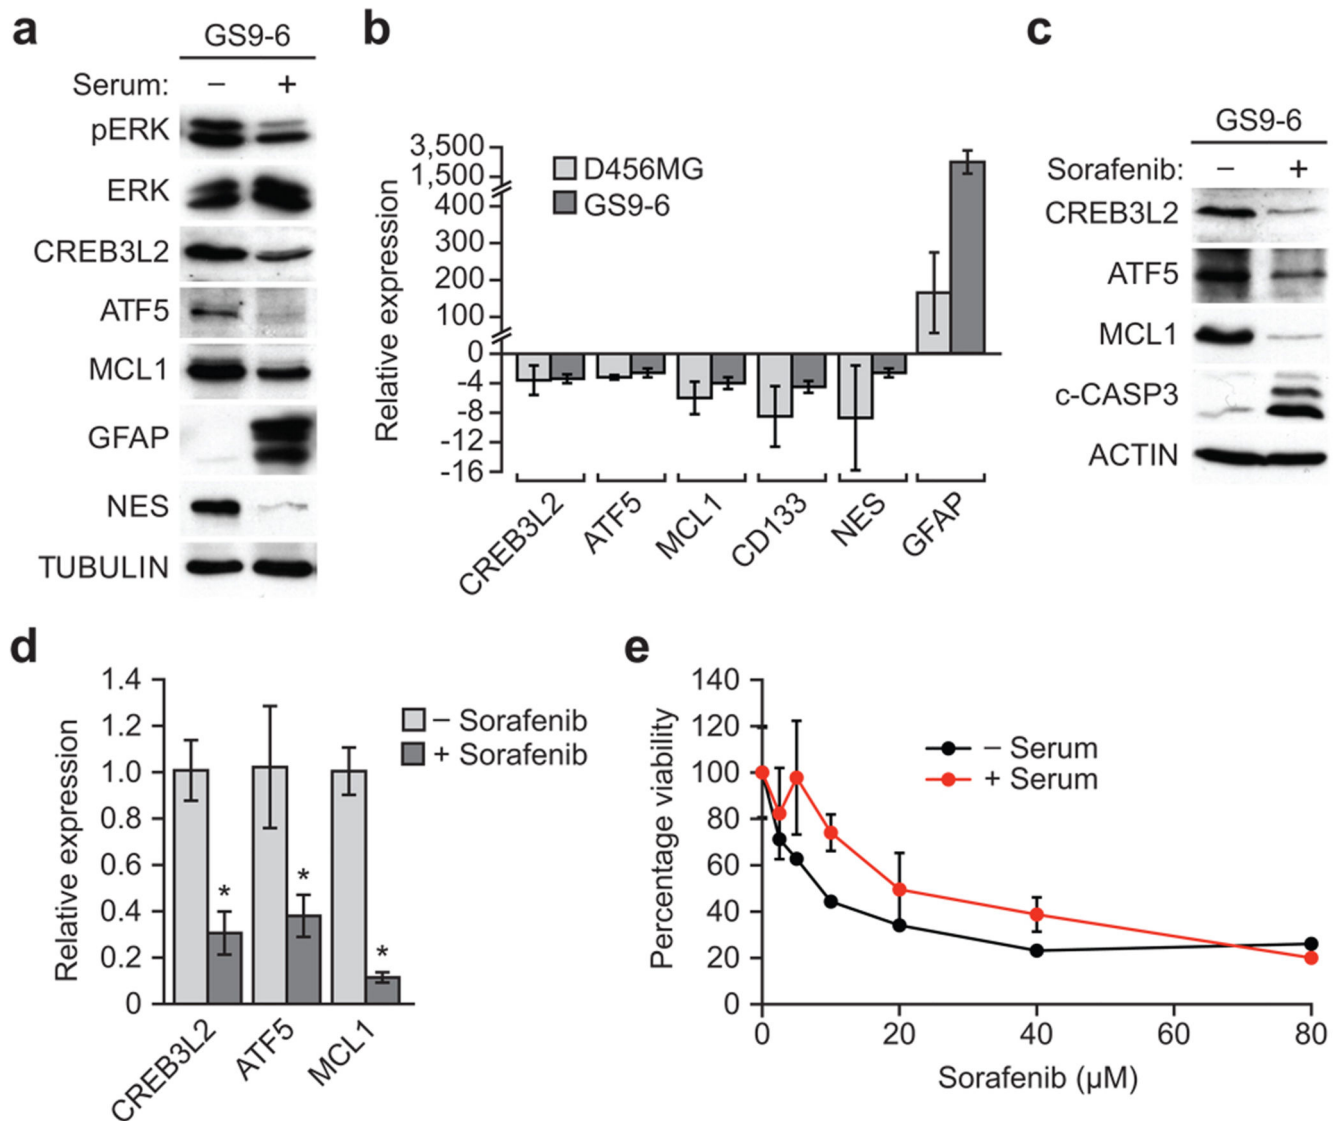 a
GS9-6
Serum: – +
pERK
ERK
CREB3L2
ATF5
MCL1
GFAP
NES
TUBULIN
b
Relative expression
3,500
1,500
400
300
200
100
0
-4
-8
-12
-16
D456MG
GS9-6
CREB3L2
ATF5
MCL1
CD133
NES
GFAP
c
GS9-6
Sorafenib: – +
CREB3L2
ATF5
MCL1
c-CASP3
ACTIN
d
Relative expression
1.4
1.2
1.0
0.8
0.6
0.4
0.2
0
– Sorafenib
+ Sorafenib
* * *
CREB3L2
ATF5
MCL1
e
Percentage viability
140
120
100
80
60
40
20
0
– Serum
+ Serum
0 20 40 60 80
Sorafenib (µM)